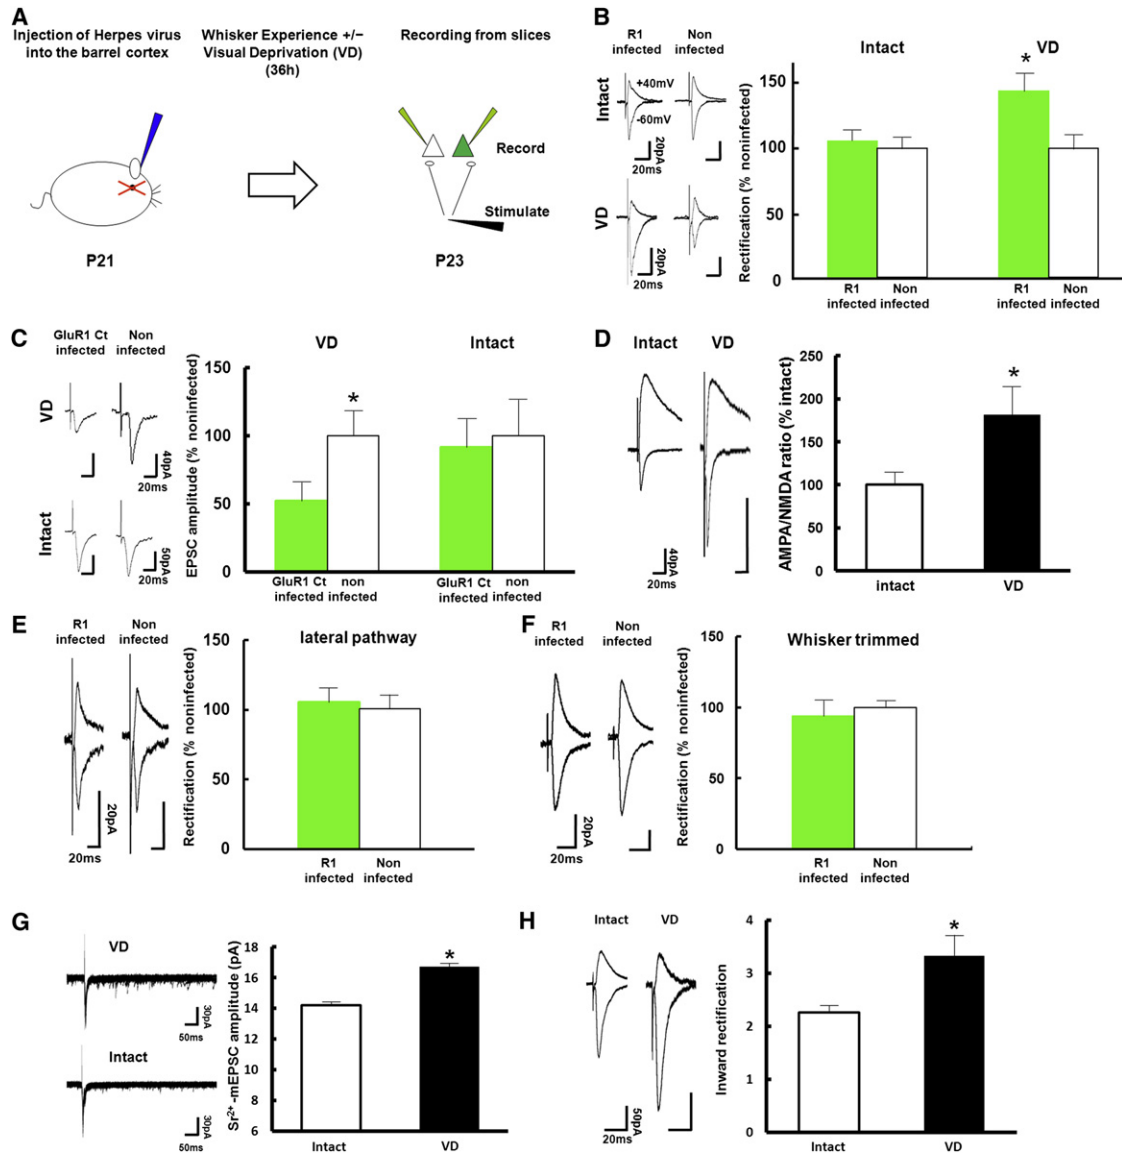 A
Injection of Herpes virus
into the barrel cortex
Whisker Experience +/−
Visual Deprivation (VD)
(36h)
Recording from slices
Record
Stimulate
P21
P23
B
R1
infected
Non
infected
Intact
VD
+40mV
-60mV
20pA
20ms
Intact
VD
20pA
20ms
Rectification (% noninfected)
150
100
50
0
*
R1
infected
Non
infected
R1
infected
Non
infected
C
GluR1 Ct
infected
Non
infected
VD
Intact
40pA
20ms
50pA
20ms
VD
Intact
EPSC amplitude (% noninfected)
150
100
50
0
*
GluR1 Ct
infected
non
infected
GluR1 Ct
infected
non
infected
D
Intact
VD
40pA
20ms
AMPA/NMDA ratio (% intact)
250
200
150
100
50
0
*
intact
VD
E
R1
infected
Non
infected
20pA
20ms
lateral pathway
Rectification (% noninfected)
150
100
50
0
R1
infected
Non
infected
F
R1
infected
Non
infected
20pA
20ms
Whisker trimmed
Rectification (% noninfected)
150
100
50
0
R1
infected
Non
infected
G
VD
30pA
50ms
Intact
30pA
50ms
Sr2+-mEPSC amplitude (pA)
18
16
14
12
10
8
6
*
Intact
VD
H
Intact
VD
50pA
20ms
Inward rectification
4
3
2
1
0
*
Intact
VD